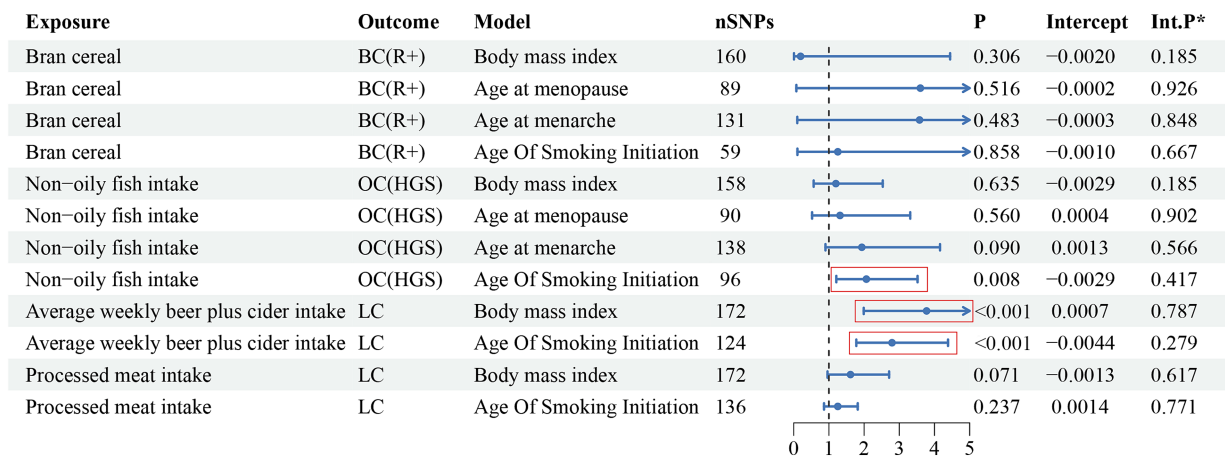 Exposure Outcome Model nSNPs P Intercept Int.P*
Bran cereal BC(R+) Body mass index 160 0.306 −0.0020 0.185
Bran cereal BC(R+) Age at menopause 89 0.516 −0.0002 0.926
Bran cereal BC(R+) Age at menarche 131 0.483 −0.0003 0.848
Bran cereal BC(R+) Age Of Smoking Initiation 59 0.858 −0.0010 0.667
Non−oily fish intake OC(HGS) Body mass index 158 0.635 −0.0029 0.185
Non−oily fish intake OC(HGS) Age at menopause 90 0.560 0.0004 0.902
Non−oily fish intake OC(HGS) Age at menarche 138 0.090 0.0013 0.566
Non−oily fish intake OC(HGS) Age Of Smoking Initiation 96 0.008 −0.0029 0.417
Average weekly beer plus cider intake LC Body mass index 172 <0.001 0.0007 0.787
Average weekly beer plus cider intake LC Age Of Smoking Initiation 124 <0.001 −0.0044 0.279
Processed meat intake LC Body mass index 172 0.071 −0.0013 0.617
Processed meat intake LC Age Of Smoking Initiation 136 0.237 0.0014 0.771
0 1 2 3 4 5